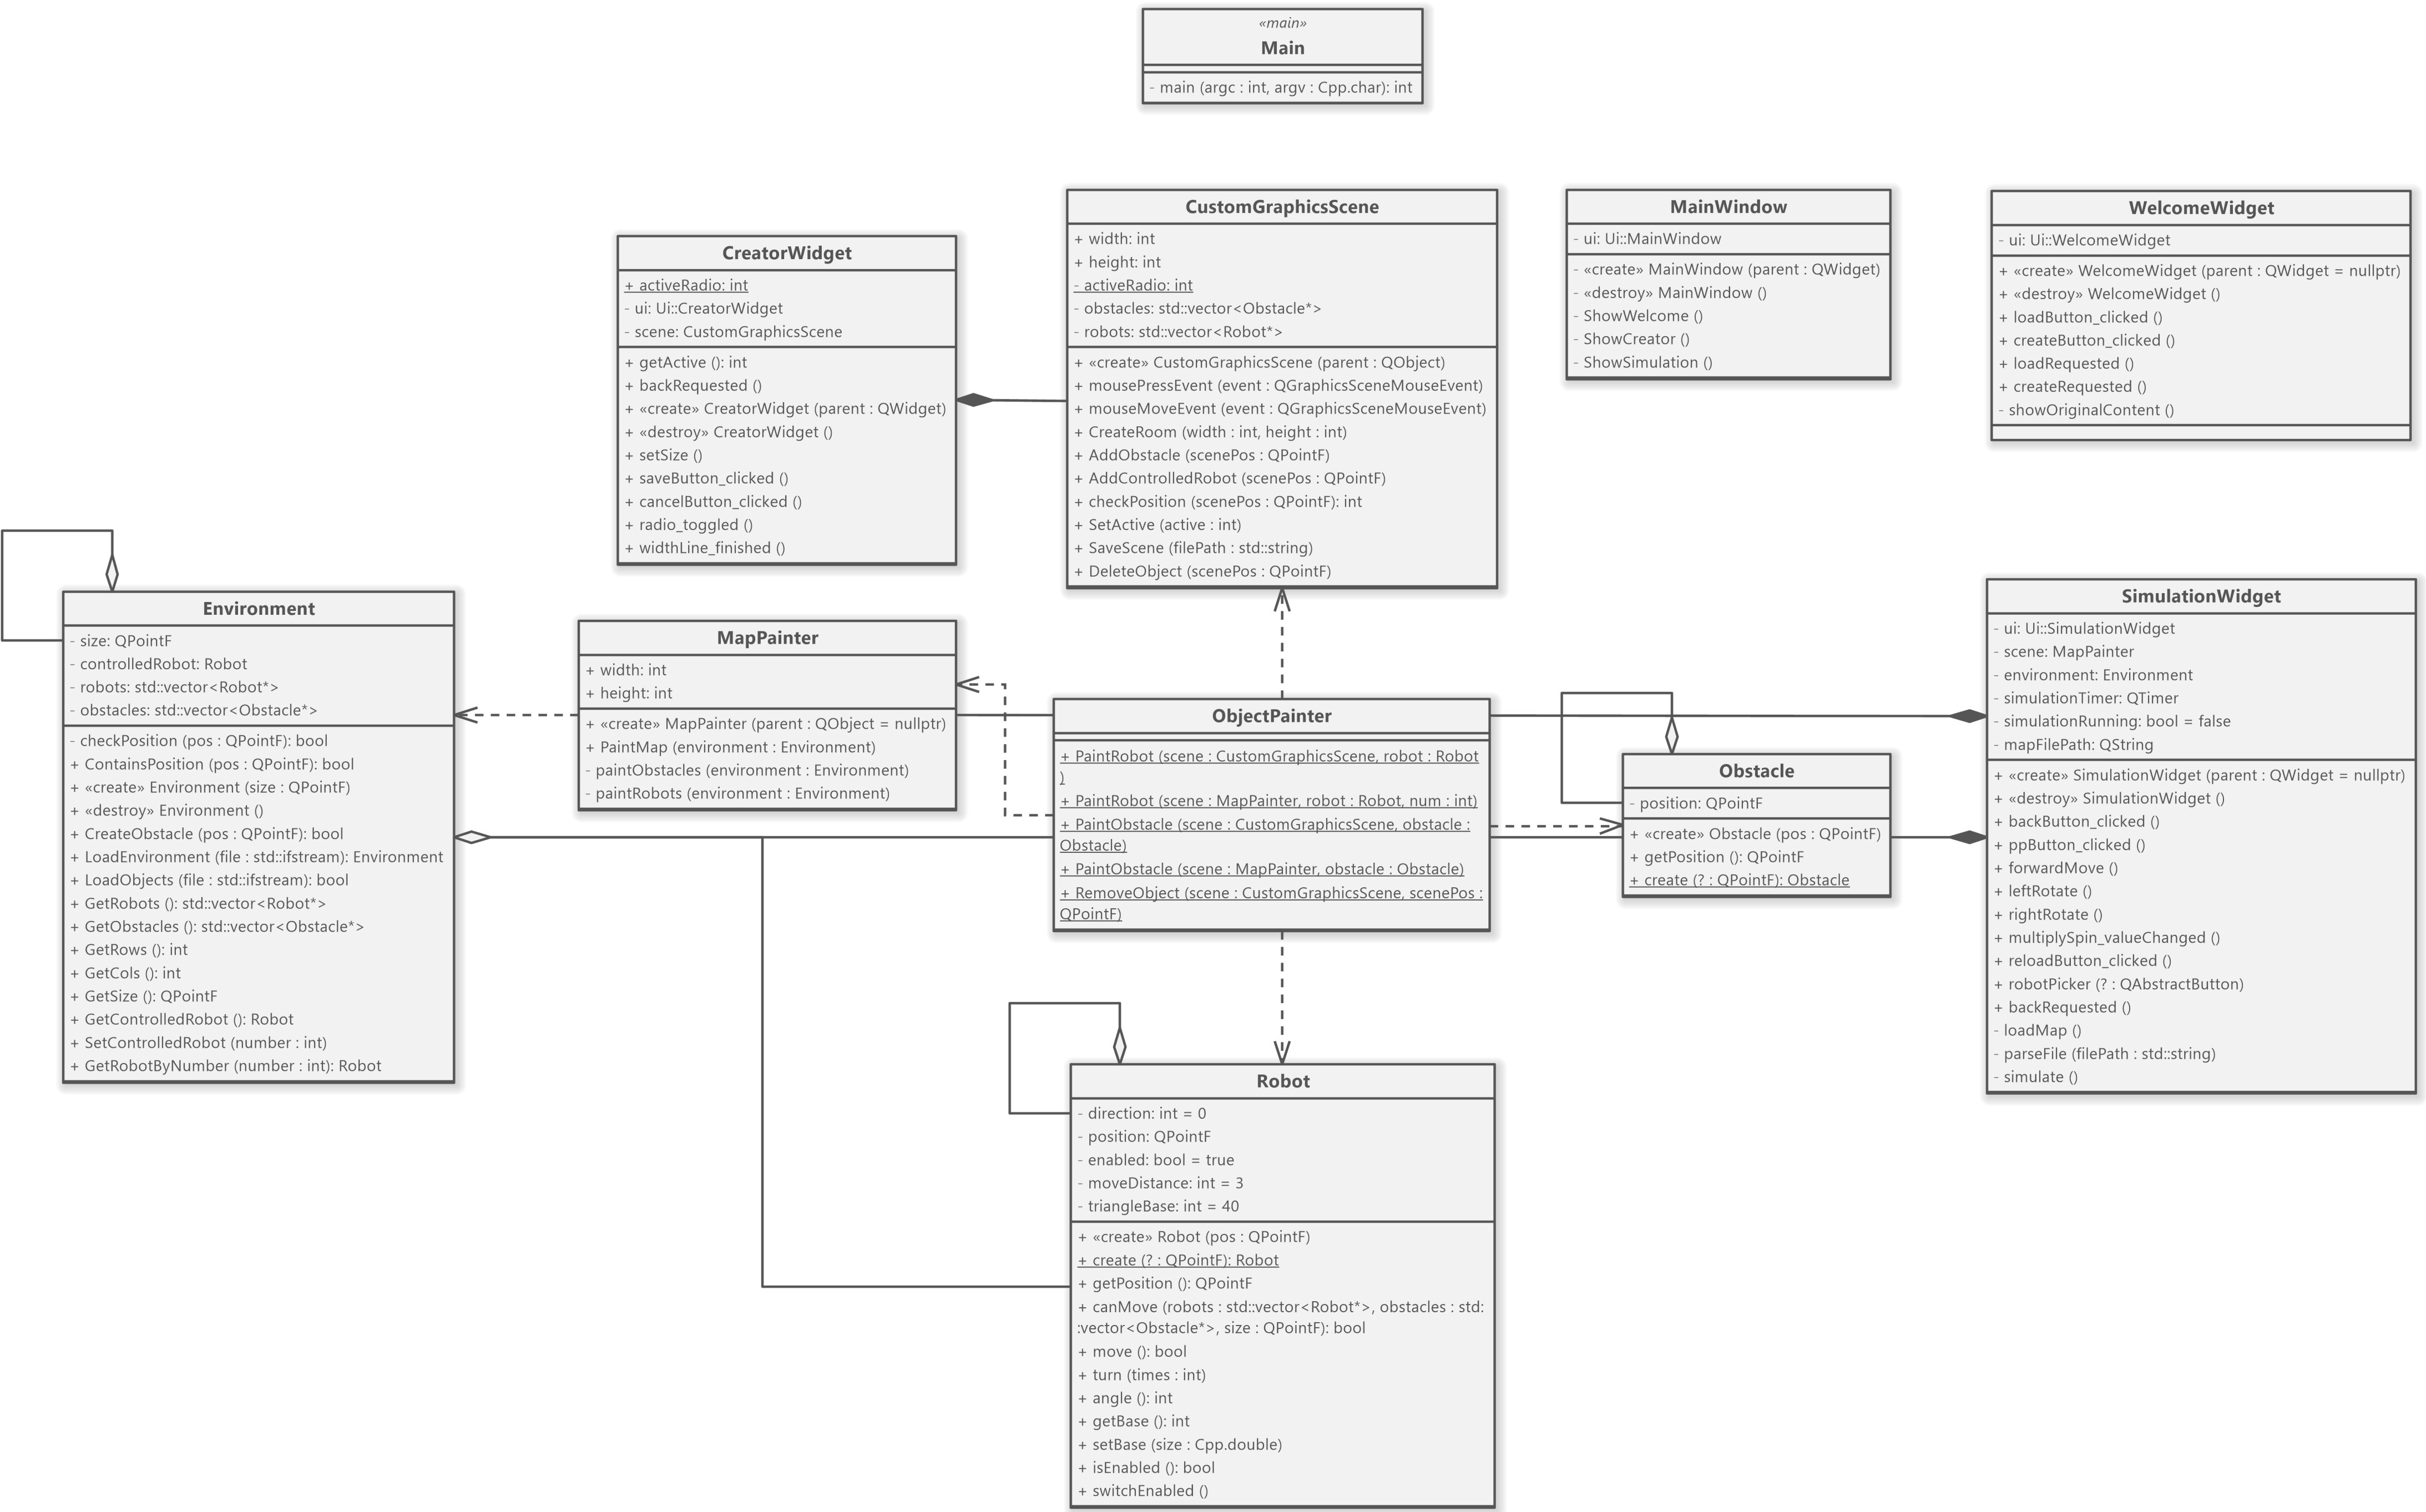 «main»
Main
- main (argc : int, argv : Cpp.char): int
CreatorWidget
+ activeRadio: int
- ui: Ui::CreatorWidget
- scene: CustomGraphicsScene
+ getActive (): int
+ backRequested ()
+ «create» CreatorWidget (parent : QWidget)
+ «destroy» CreatorWidget ()
+ setSize ()
+ saveButton_clicked ()
+ cancelButton_clicked ()
+ radio_toggled ()
+ widthLine_finished ()
CustomGraphicsScene
+ width: int
+ height: int
- activeRadio: int
- obstacles: std::vector<Obstacle*>
- robots: std::vector<Robot*>
+ «create» CustomGraphicsScene (parent : QObject)
+ mousePressEvent (event : QGraphicsSceneMouseEvent)
+ mouseMoveEvent (event : QGraphicsSceneMouseEvent)
+ CreateRoom (width : int, height : int)
+ AddObstacle (scenePos : QPointF)
+ AddControlledRobot (scenePos : QPointF)
+ checkPosition (scenePos : QPointF): int
+ SetActive (active : int)
+ SaveScene (filePath : std::string)
+ DeleteObject (scenePos : QPointF)
MainWindow
- ui: Ui::MainWindow
- «create» MainWindow (parent : QWidget)
- «destroy» MainWindow ()
- ShowWelcome ()
- ShowCreator ()
- ShowSimulation ()
WelcomeWidget
- ui: Ui::WelcomeWidget
+ «create» WelcomeWidget (parent : QWidget = nullptr)
+ «destroy» WelcomeWidget ()
+ loadButton_clicked ()
+ createButton_clicked ()
+ loadRequested ()
+ createRequested ()
- showOriginalContent ()
Environment
- size: QPointF
- controlledRobot: Robot
- robots: std::vector<Robot*>
- obstacles: std::vector<Obstacle*>
- checkPosition (pos : QPointF): bool
+ ContainsPosition (pos : QPointF): bool
+ «create» Environment (size : QPointF)
+ «destroy» Environment ()
+ CreateObstacle (pos : QPointF): bool
+ LoadEnvironment (file : std::ifstream): Environment
+ LoadObjects (file : std::ifstream): bool
+ GetRobots (): std::vector<Robot*>
+ GetObstacles (): std::vector<Obstacle*>
+ GetRows (): int
+ GetCols (): int
+ GetSize (): QPointF
+ GetControlledRobot (): Robot
+ SetControlledRobot (number : int)
+ GetRobotByNumber (number : int): Robot
MapPainter
+ width: int
+ height: int
+ «create» MapPainter (parent : QObject = nullptr)
+ PaintMap (environment : Environment)
- paintObstacles (environment : Environment)
- paintRobots (environment : Environment)
ObjectPainter
+ PaintRobot (scene : CustomGraphicsScene, robot : Robot
)
+ PaintRobot (scene : MapPainter, robot : Robot, num : int)
+ PaintObstacle (scene : CustomGraphicsScene, obstacle :
Obstacle)
+ PaintObstacle (scene : MapPainter, obstacle : Obstacle)
+ RemoveObject (scene : CustomGraphicsScene, scenePos :
QPointF)
Obstacle
- position: QPointF
+ «create» Obstacle (pos : QPointF)
+ getPosition (): QPointF
+ create (? : QPointF): Obstacle
SimulationWidget
- ui: Ui::SimulationWidget
- scene: MapPainter
- environment: Environment
- simulationTimer: QTimer
- simulationRunning: bool = false
- mapFilePath: QString
+ «create» SimulationWidget (parent : QWidget = nullptr)
+ «destroy» SimulationWidget ()
+ backButton_clicked ()
+ ppButton_clicked ()
+ forwardMove ()
+ leftRotate ()
+ rightRotate ()
+ multiplySpin_valueChanged ()
+ reloadButton_clicked ()
+ robotPicker (? : QAbstractButton)
+ backRequested ()
- loadMap ()
- parseFile (filePath : std::string)
- simulate ()
Robot
- direction: int = 0
- position: QPointF
- enabled: bool = true
- moveDistance: int = 3
- triangleBase: int = 40
+ «create» Robot (pos : QPointF)
+ create (? : QPointF): Robot
+ getPosition (): QPointF
+ canMove (robots : std::vector<Robot*>, obstacles : std:
:vector<Obstacle*>, size : QPointF): bool
+ move (): bool
+ turn (times : int)
+ angle (): int
+ getBase (): int
+ setBase (size : Cpp.double)
+ isEnabled (): bool
+ switchEnabled ()